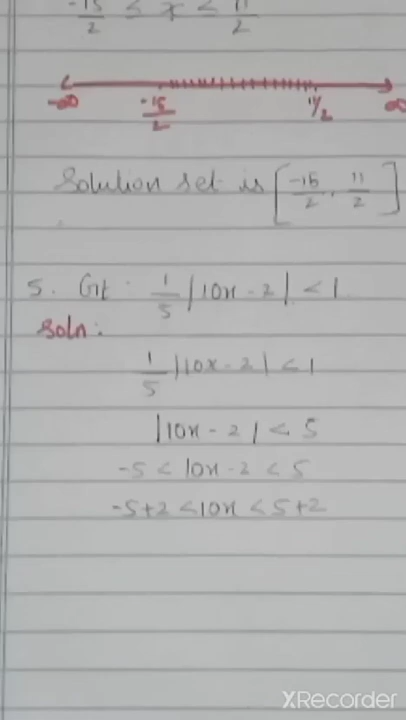 -15/2 ≤ x ≤ 11/2
-∞ -15/2 11/2 ∞
Solution set is [-15/2, 11/2]
5. Gt: 1/5 |10x - 2| < 1
Soln:
1/5 |10x - 2| < 1
|10x - 2| < 5
-5 < 10x - 2 < 5
-5+2 < 10x < 5+2
XRecorder